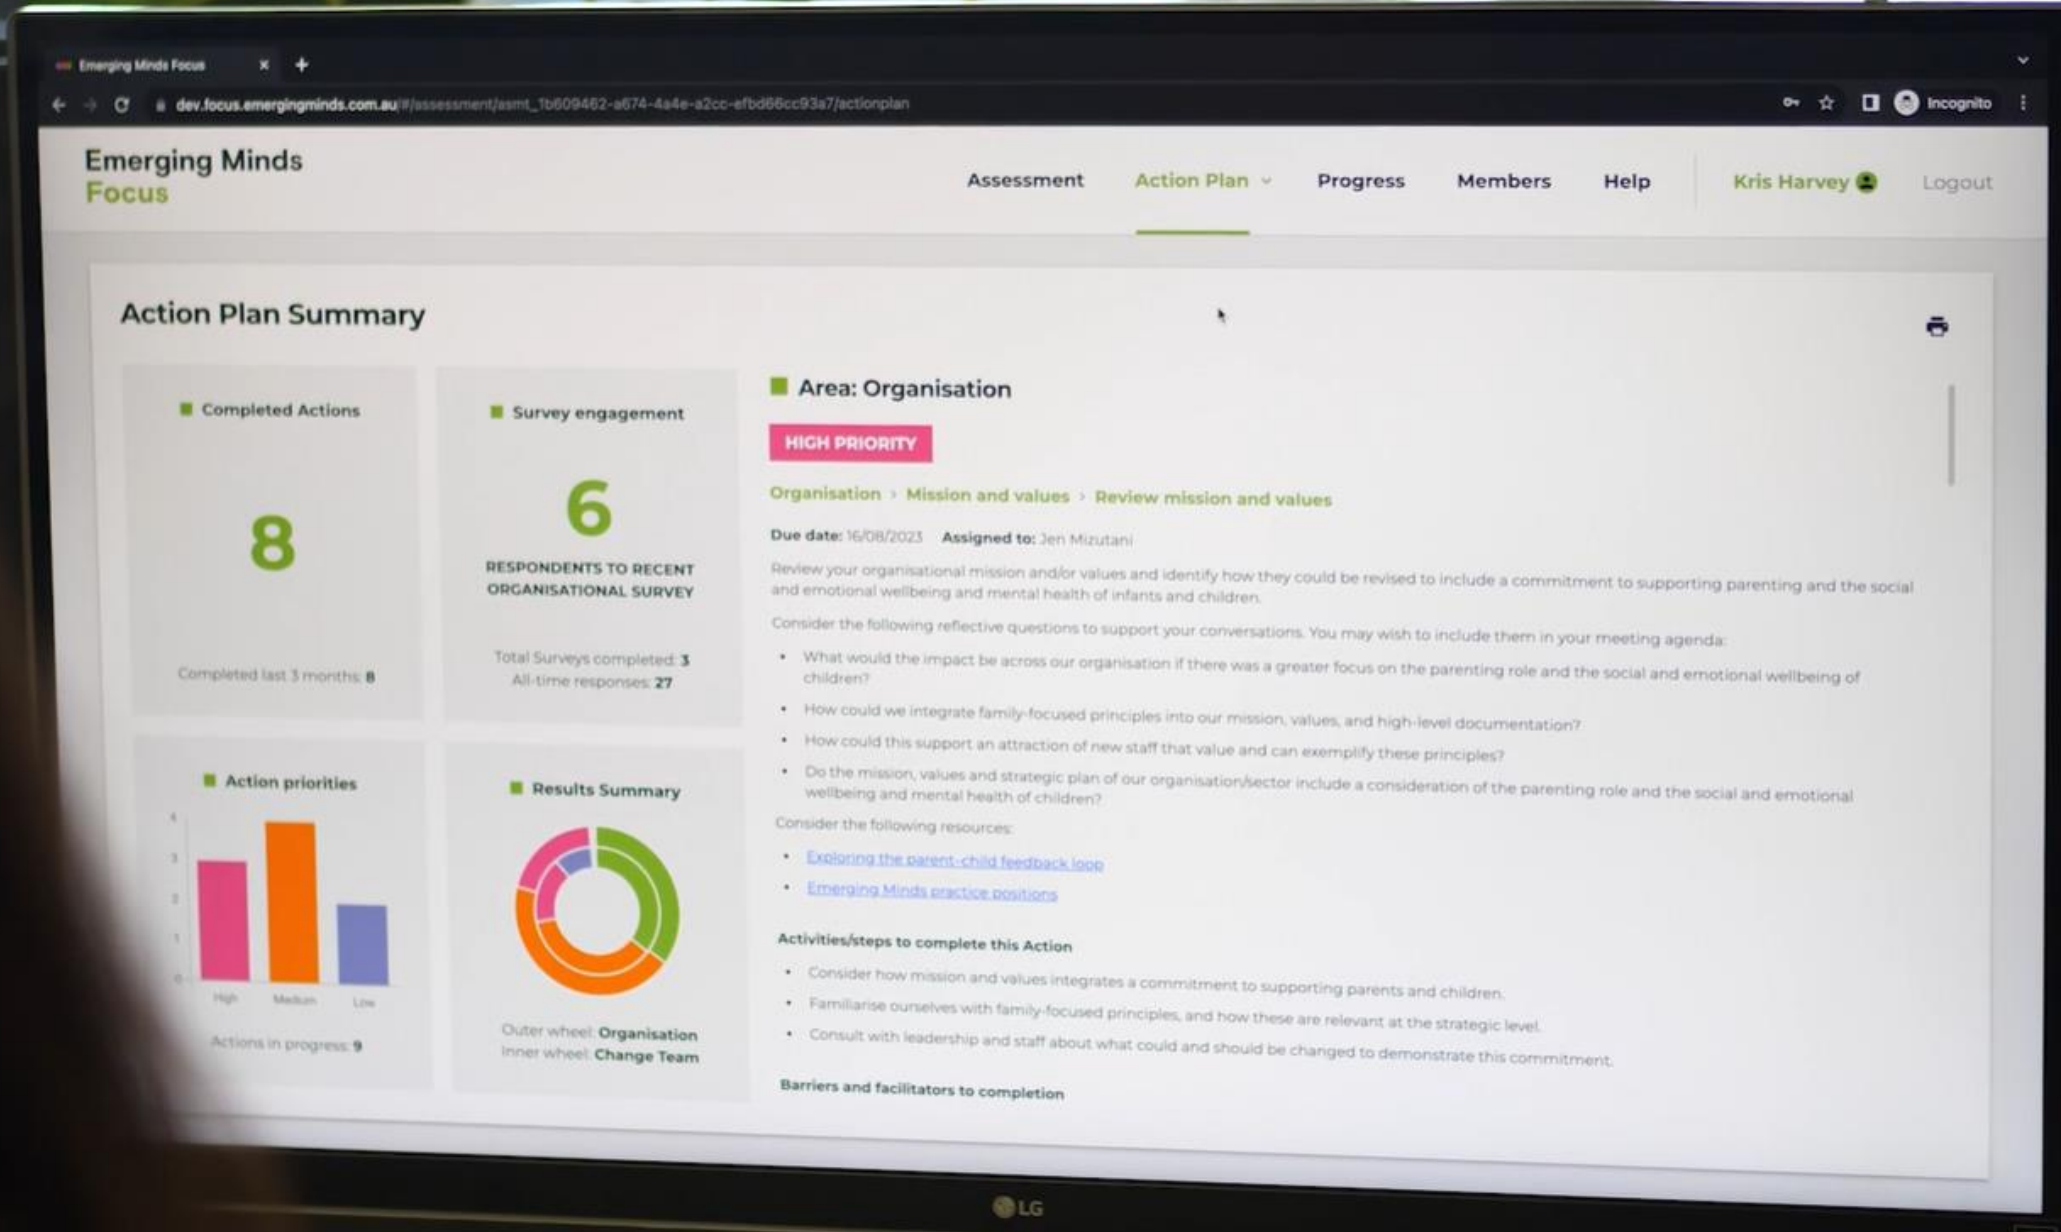 Emerging Minds Focus
dev.focus.emergingminds.com.au/#/assessment/asmt_1b609462-a674-4a4e-a2cc-efbd66cc93a7/actionplan
Incognito
Emerging Minds
Focus
Assessment
Action Plan
Progress
Members
Help
Kris Harvey
Logout
Action Plan Summary
Completed Actions
8
Completed last 3 months: 8
Survey engagement
6
RESPONDENTS TO RECENT
ORGANISATIONAL SURVEY
Total Surveys completed: 3
All-time responses: 27
Action priorities
4
3
2
1
0
High
Medium
Low
Actions in progress: 9
Results Summary
Outer wheel: Organisation
Inner wheel: Change Team
Area: Organisation
HIGH PRIORITY
Organisation > Mission and values > Review mission and values
Due date: 16/08/2023 Assigned to: Jen Mizutani
Review your organisational mission and/or values and identify how they could be revised to include a commitment to supporting parenting and the social
and emotional wellbeing and mental health of infants and children.
Consider the following reflective questions to support your conversations. You may wish to include them in your meeting agenda:
• What would the impact be across our organisation if there was a greater focus on the parenting role and the social and emotional wellbeing of
children?
• How could we integrate family-focused principles into our mission, values, and high-level documentation?
• How could this support an attraction of new staff that value and can exemplify these principles?
• Do the mission, values and strategic plan of our organisation/sector include a consideration of the parenting role and the social and emotional
wellbeing and mental health of children?
Consider the following resources:
• Exploring the parent-child feedback loop
• Emerging Minds practice positions
Activities/steps to complete this Action
• Consider how mission and values integrates a commitment to supporting parents and children.
• Familiarise ourselves with family-focused principles, and how these are relevant at the strategic level.
• Consult with leadership and staff about what could and should be changed to demonstrate this commitment.
Barriers and facilitators to completion
LG